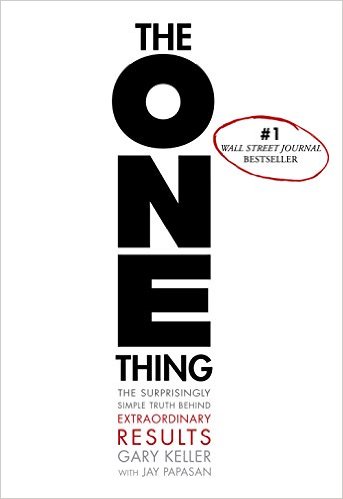 THE
ONE
THING
#1
WALL STREET JOURNAL
BESTSELLER
THE SURPRISINGLY
SIMPLE TRUTH BEHIND
EXTRAORDINARY
RESULTS
GARY KELLER
WITH JAY PAPASAN